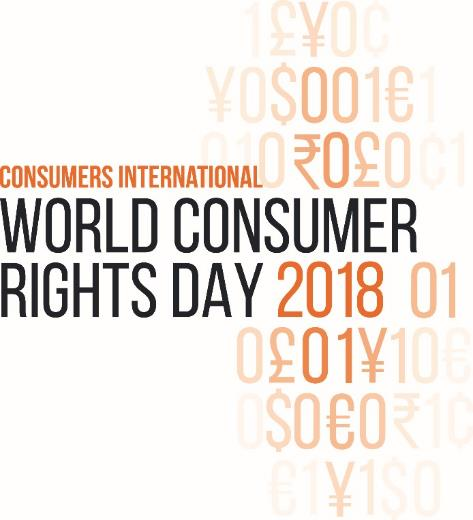 1£¥0¢
¥0$001€1
010₹0£0¢1
CONSUMERS INTERNATIONAL
WORLD CONSUMER
RIGHTS DAY 2018 01
0£01¥10€
0$0€0₹1¢
€1¥1$0